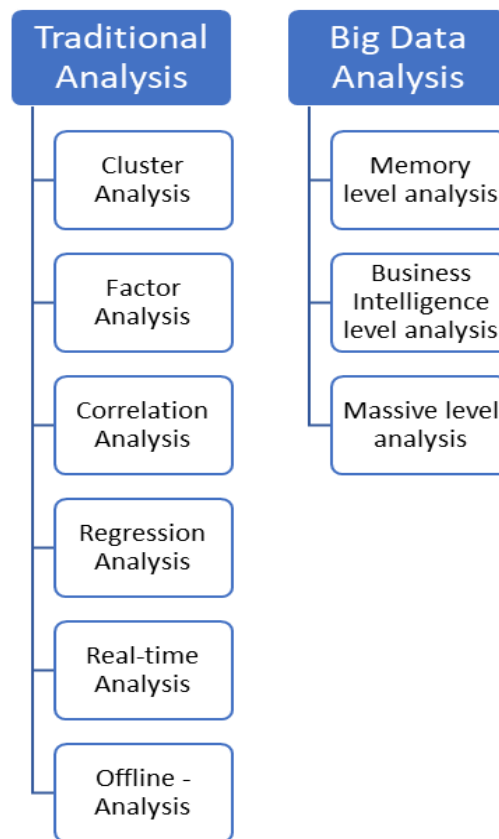 Traditional
Analysis
Cluster
Analysis
Factor
Analysis
Correlation
Analysis
Regression
Analysis
Real-time
Analysis
Offline -
Analysis
Big Data
Analysis
Memory
level analysis
Business
Intelligence
level analysis
Massive level
analysis